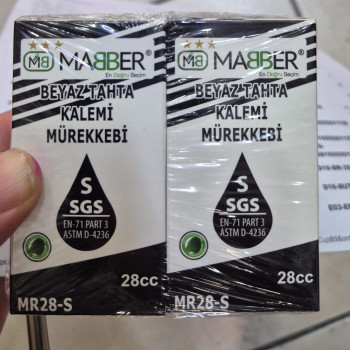 MB MABBER®
En Doğru Seçim
BEYAZ TAHTA
KALEMİ
MÜREKKEBİ
S
SGS
EN-71 PART 3
ASTM D-4236
28cc
MR28-S
MB MABBER®
En Doğru Seçim
BEYAZ TAHTA
KALEMİ
MÜREKKEBİ
S
SGS
EN-71 PART 3
ASTM D-4236
28cc
MR28-S